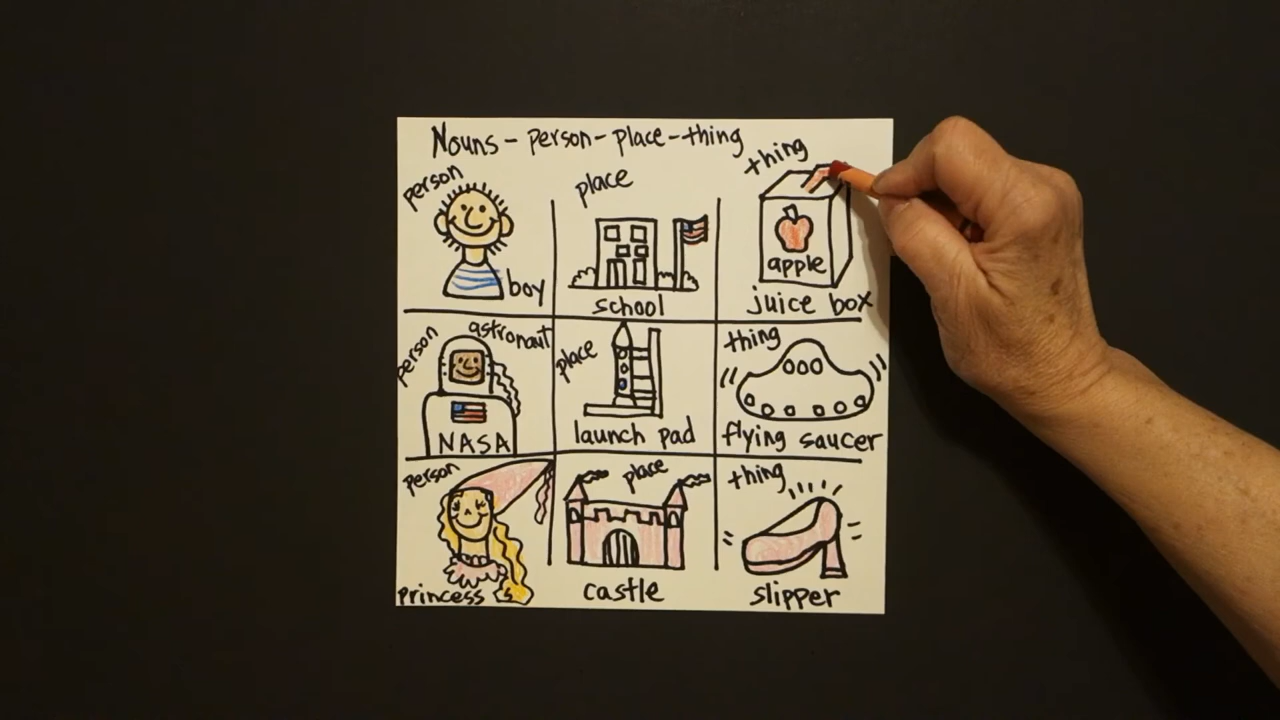 Nouns - person - place - thing
person
boy
place
school
thing
apple
juice box
person
astronaut
NASA
place
launch pad
thing
flying saucer
person
princess
place
castle
thing
slipper